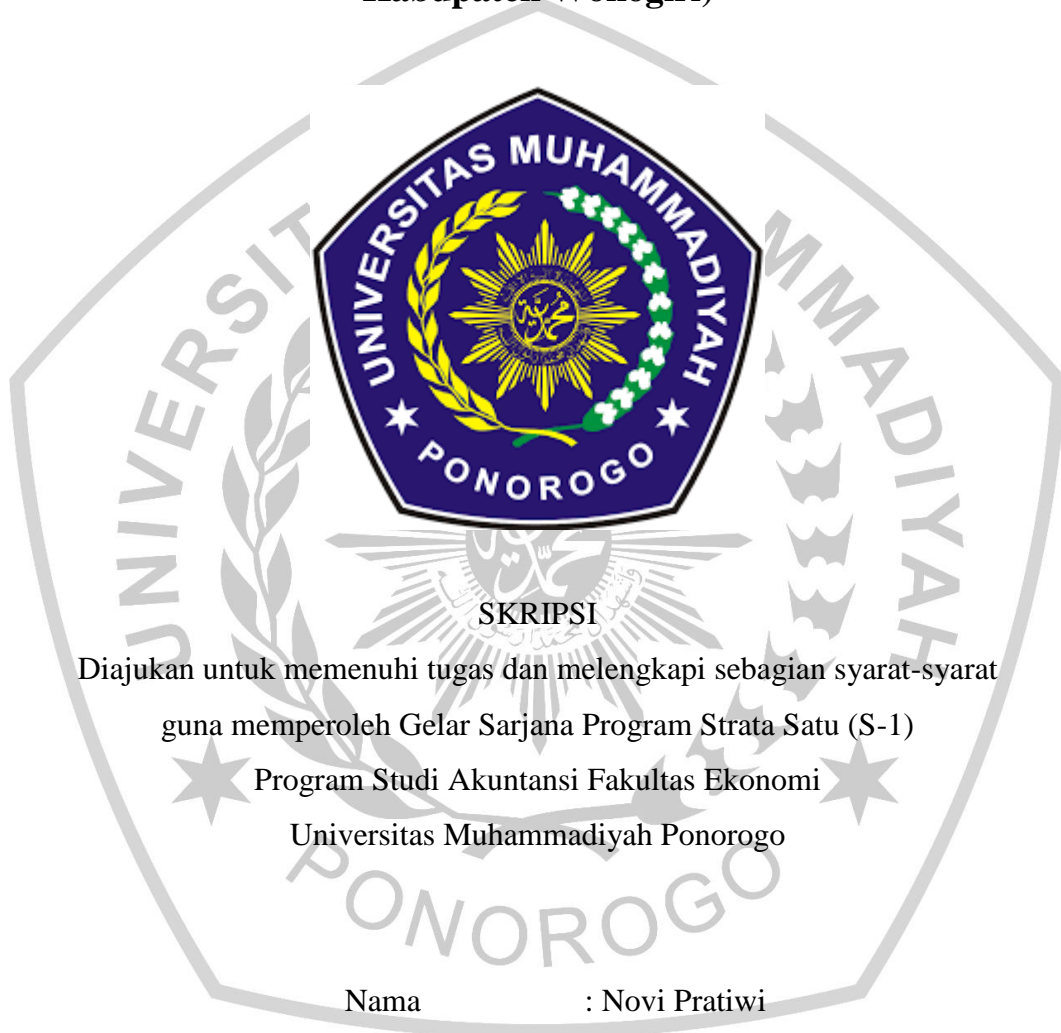 Kabupaten Wonogiri)
UNIVERSITAS MUHAMMADIYAH
PONOROGO
SKRIPSI
Diajukan untuk memenuhi tugas dan melengkapi sebagian syarat-syarat
guna memperoleh Gelar Sarjana Program Strata Satu (S-1)
Program Studi Akuntansi Fakultas Ekonomi
Universitas Muhammadiyah Ponorogo
PONOROGO
Nama : Novi Pratiwi